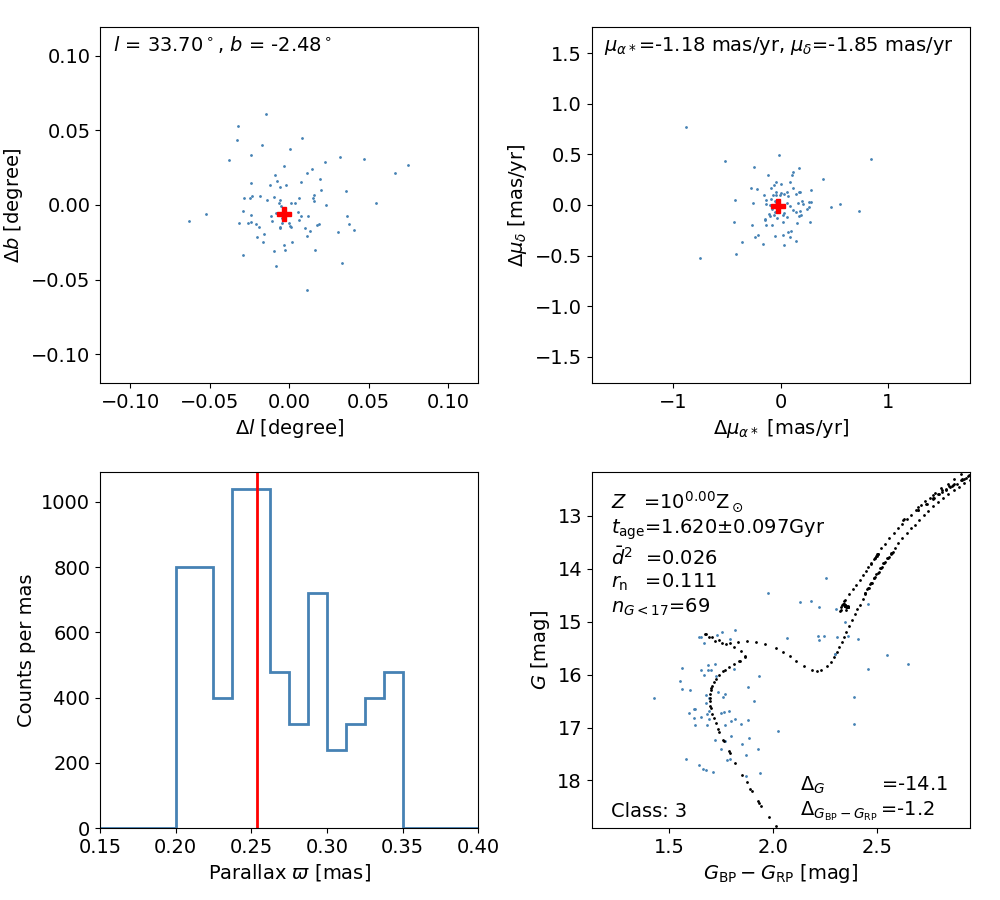 l = 33.70°, b = -2.48°
0.10
0.05
0.00
−0.05
−0.10
Δb [degree]
−0.10 −0.05 0.00 0.05 0.10
Δl [degree]
μα*=-1.18 mas/yr, μδ=-1.85 mas/yr
1.5
1.0
0.5
0.0
−0.5
−1.0
−1.5
Δμδ [mas/yr]
−1 0 1
Δμα* [mas/yr]
1000
800
600
400
200
0
Counts per mas
0.15 0.20 0.25 0.30 0.35 0.40
Parallax ϖ [mas]
Z =10^0.00 Z⊙
t_age=1.620±0.097Gyr
d̄² =0.026
r_n =0.111
n_G<17=69
13
14
15
16
17
18
G [mag]
Δ_G =-14.1
Δ_G_BP−G_RP =-1.2
Class: 3
1.5 2.0 2.5
G_BP − G_RP [mag]